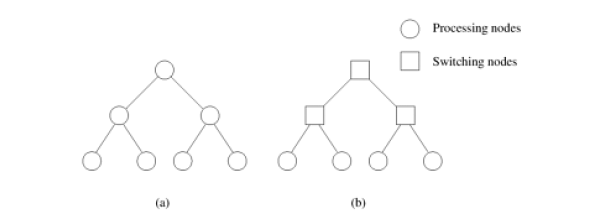 Processing nodes
Switching nodes
(a)
(b)